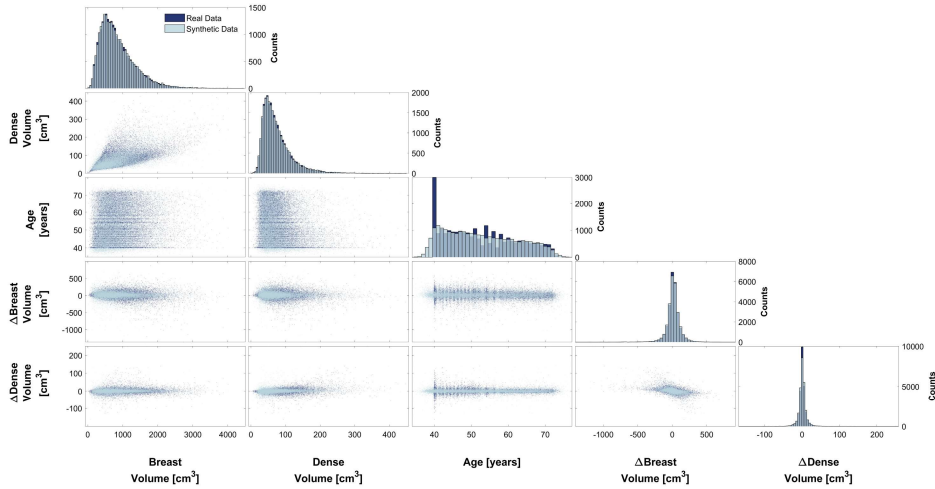 Real Data
Synthetic Data
1500
1000
500
0
Counts
Dense
Volume
[cm³]
400
300
200
100
0
2000
1500
1000
500
0
Counts
Age
[years]
70
60
50
40
3000
2000
1000
0
Counts
ΔBreast
Volume
[cm³]
500
0
-500
-1000
8000
6000
4000
2000
0
Counts
ΔDense
Volume
[cm³]
200
100
0
-100
10000
5000
0
Counts
0 1000 2000 3000 4000
0 100 200 300 400
40 50 60 70
-1000 -500 0 500
-100 0 100 200
Breast
Volume [cm³]
Dense
Volume [cm³]
Age [years]
ΔBreast
Volume [cm³]
ΔDense
Volume [cm³]